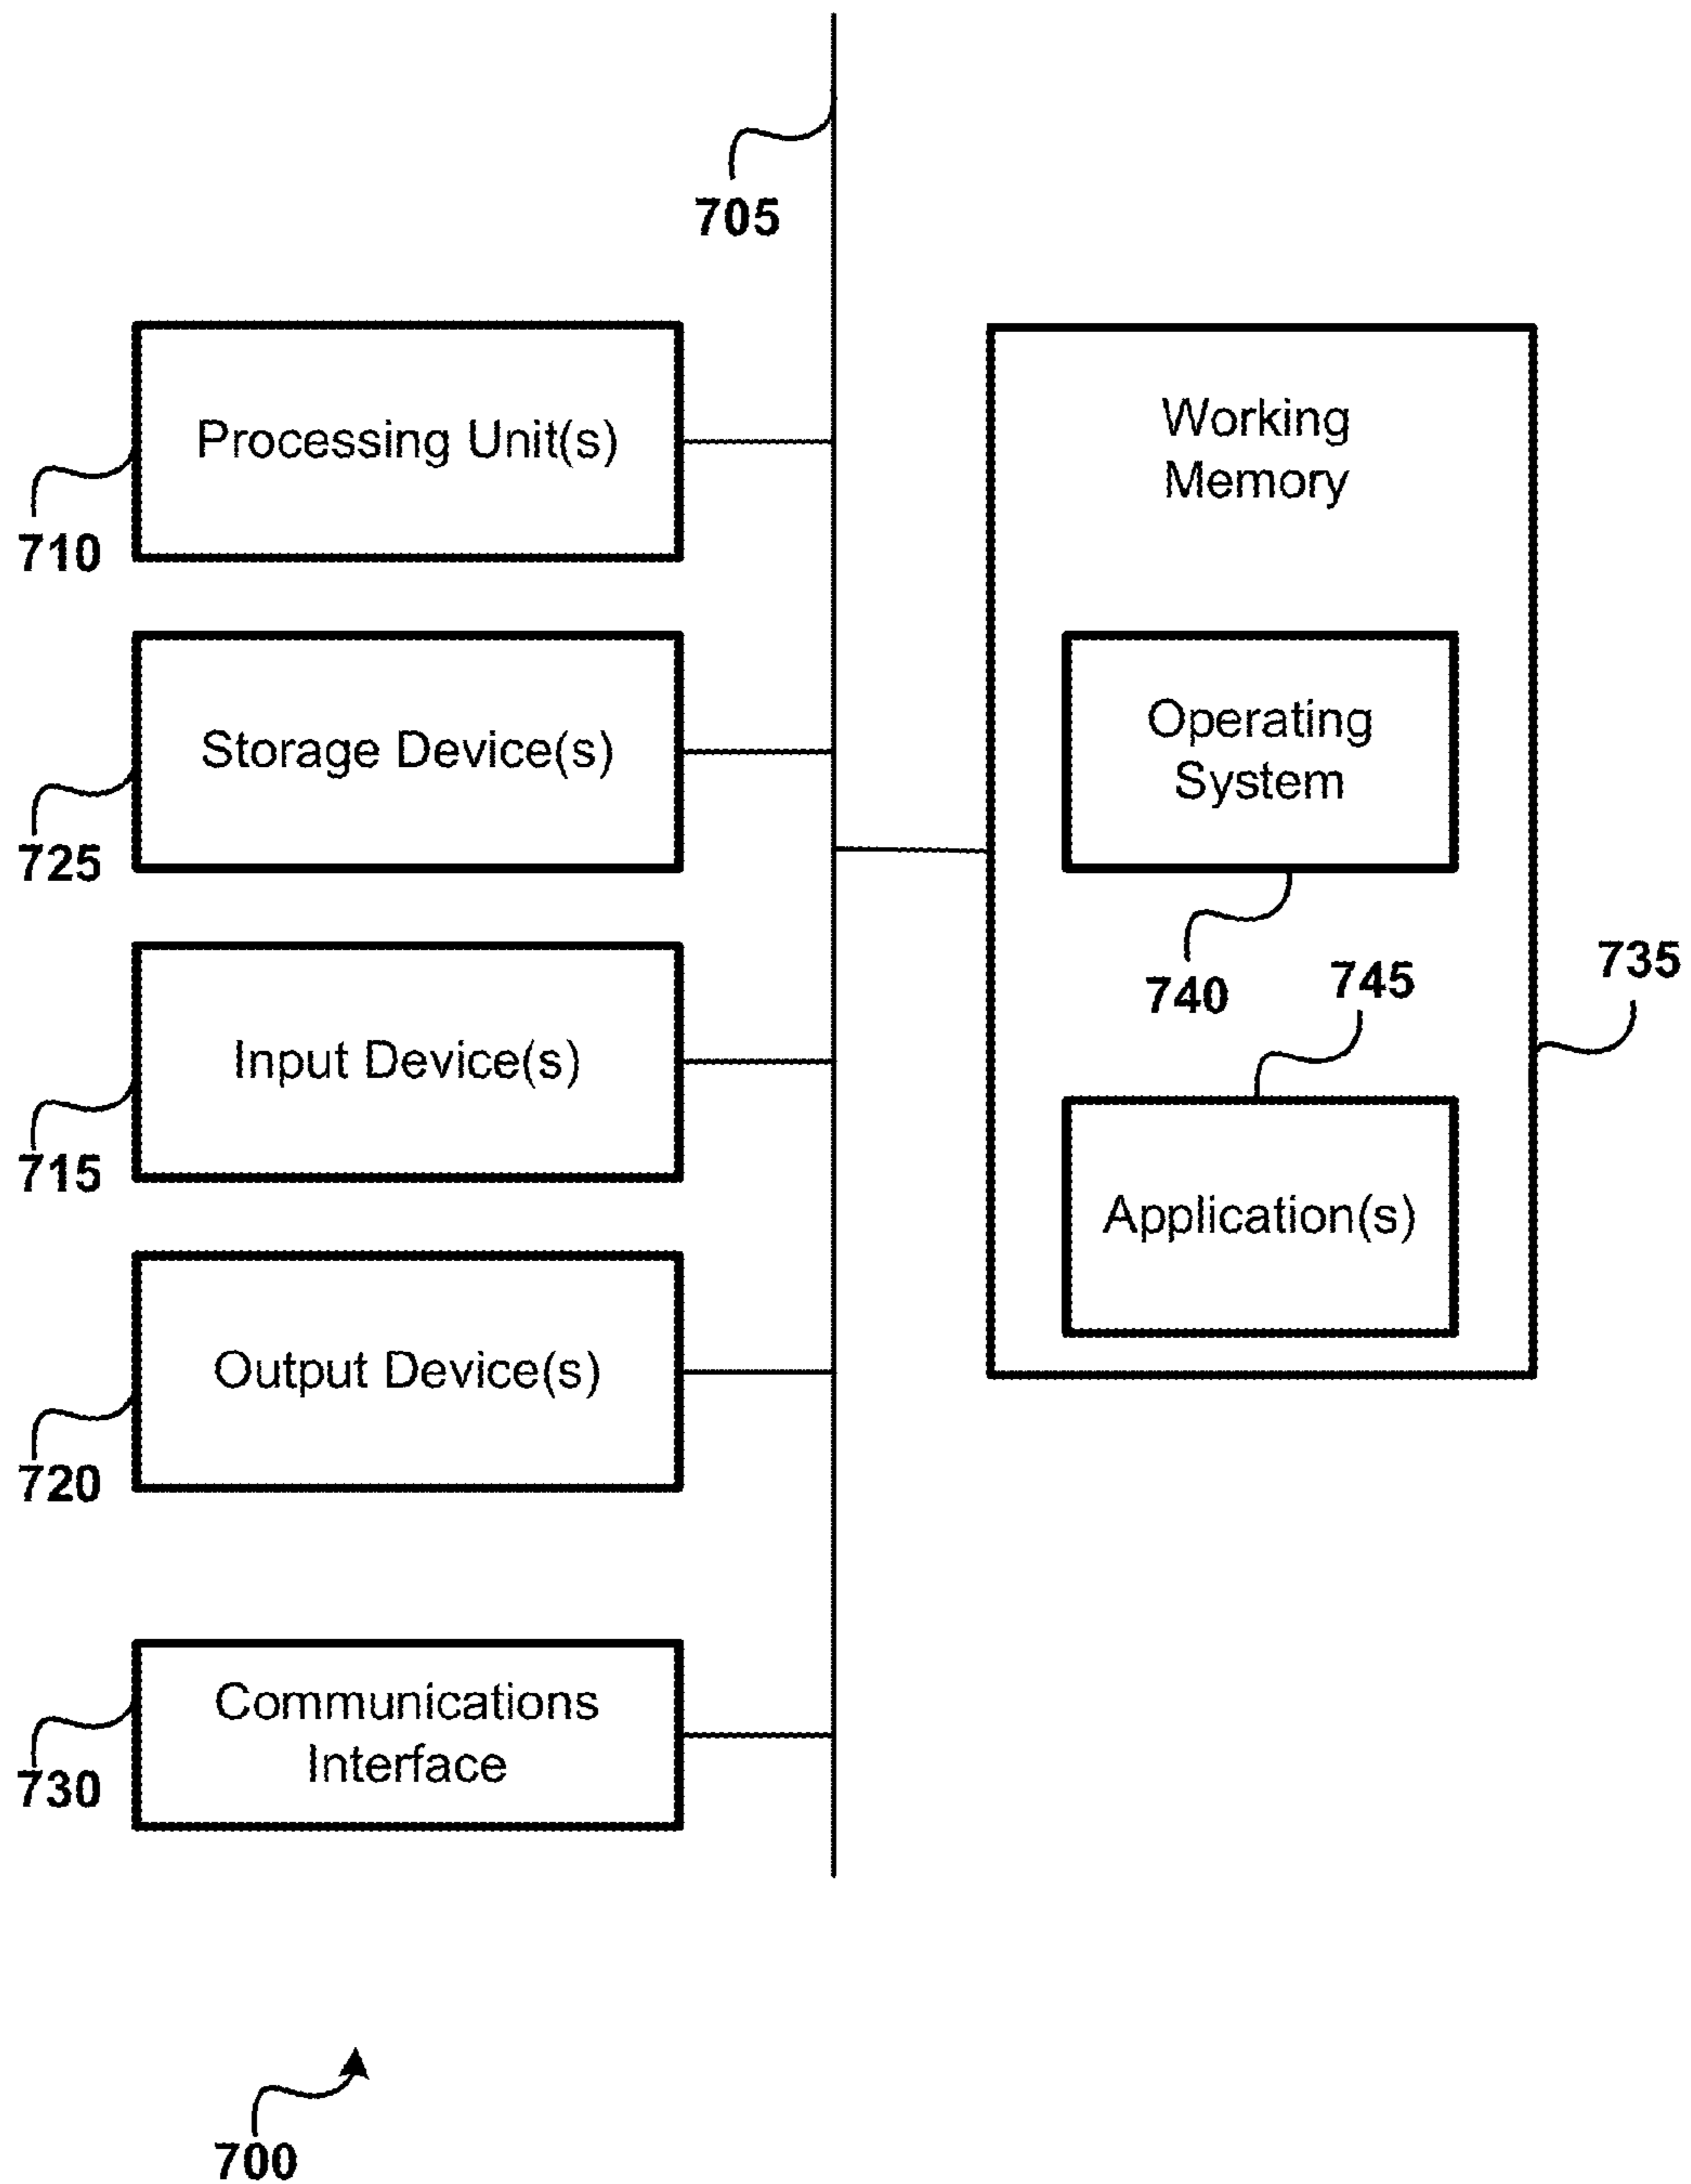 705
Processing Unit(s)
710
Storage Device(s)
725
Input Device(s)
715
Output Device(s)
720
Communications
Interface
730
Working
Memory
Operating
System
740
745
735
Application(s)
700